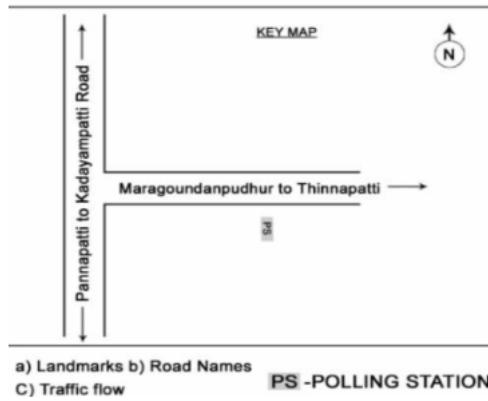 KEY MAP
N
Pannapatti to Kadayampatti Road
Maragoundanpudhur to Thinnapatti
PS
a) Landmarks b) Road Names
C) Traffic flow
PS -POLLING STATION